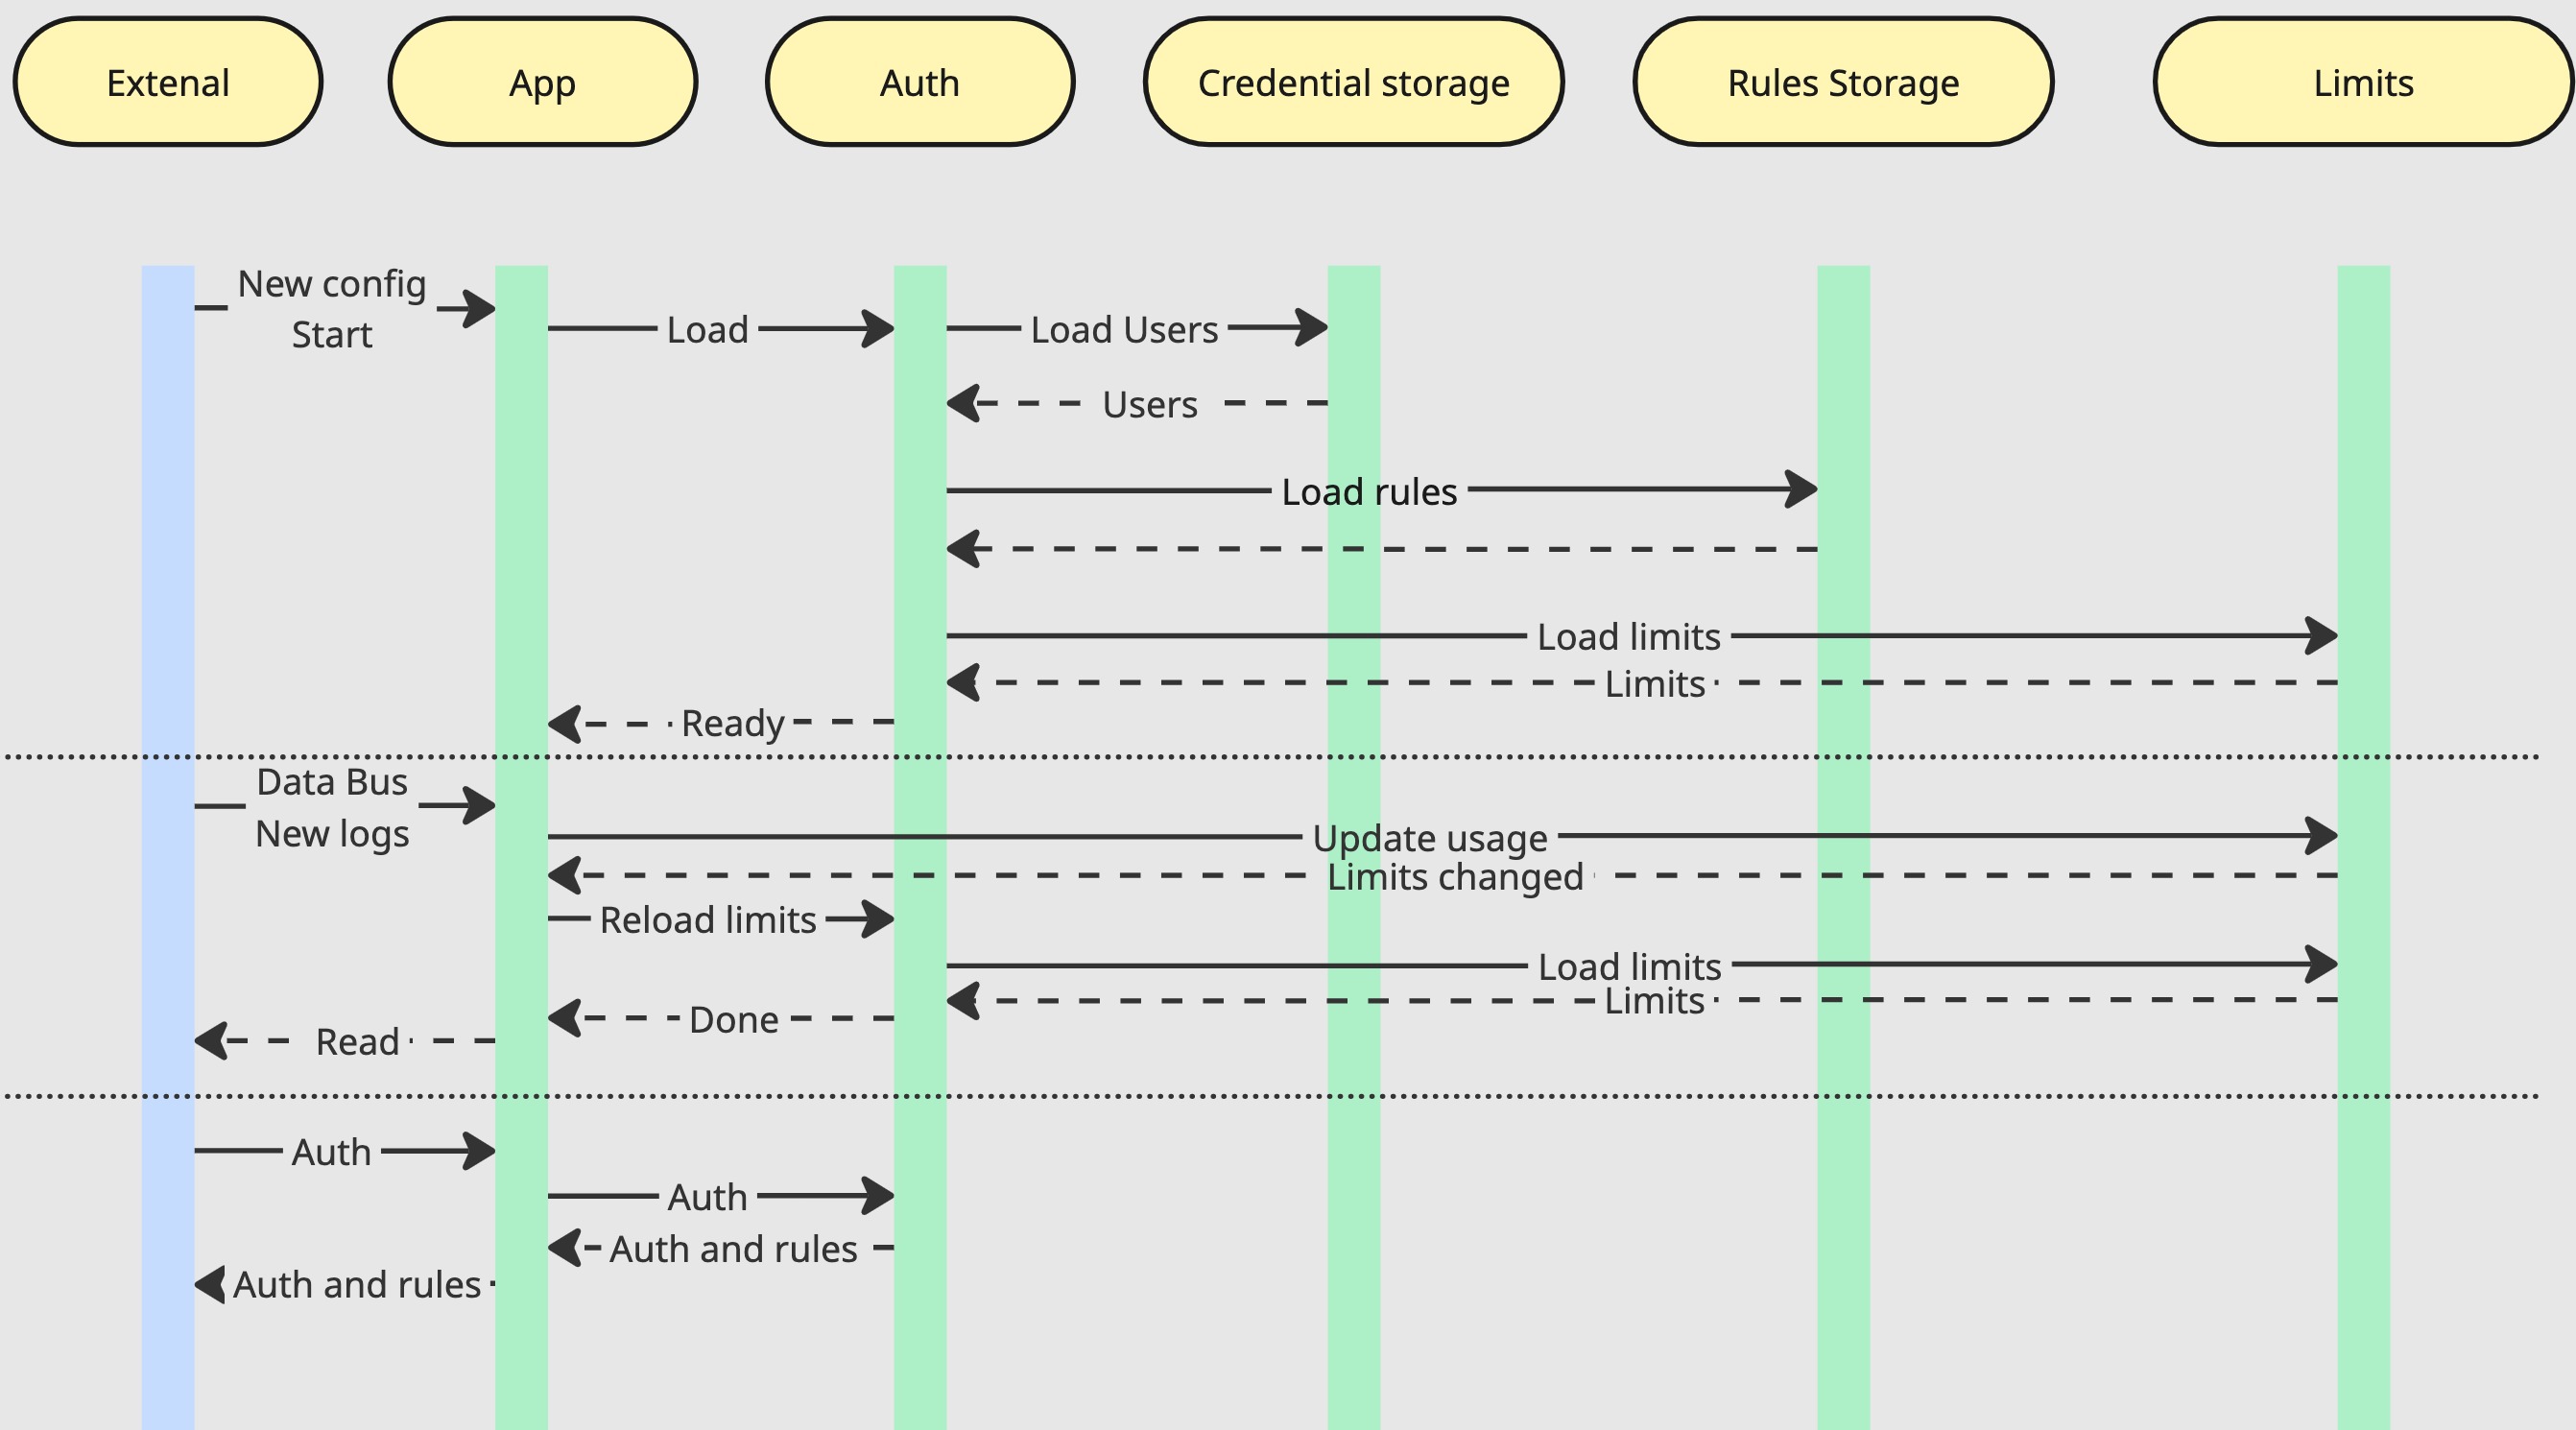 Extenal
App
Auth
Credential storage
Rules Storage
Limits
New config
Start
Load
Load Users
Users
Load rules
Load limits
Limits
Ready
Data Bus
New logs
Update usage
Limits changed
Reload limits
Load limits
Limits
Done
Read
Auth
Auth
Auth and rules
Auth and rules